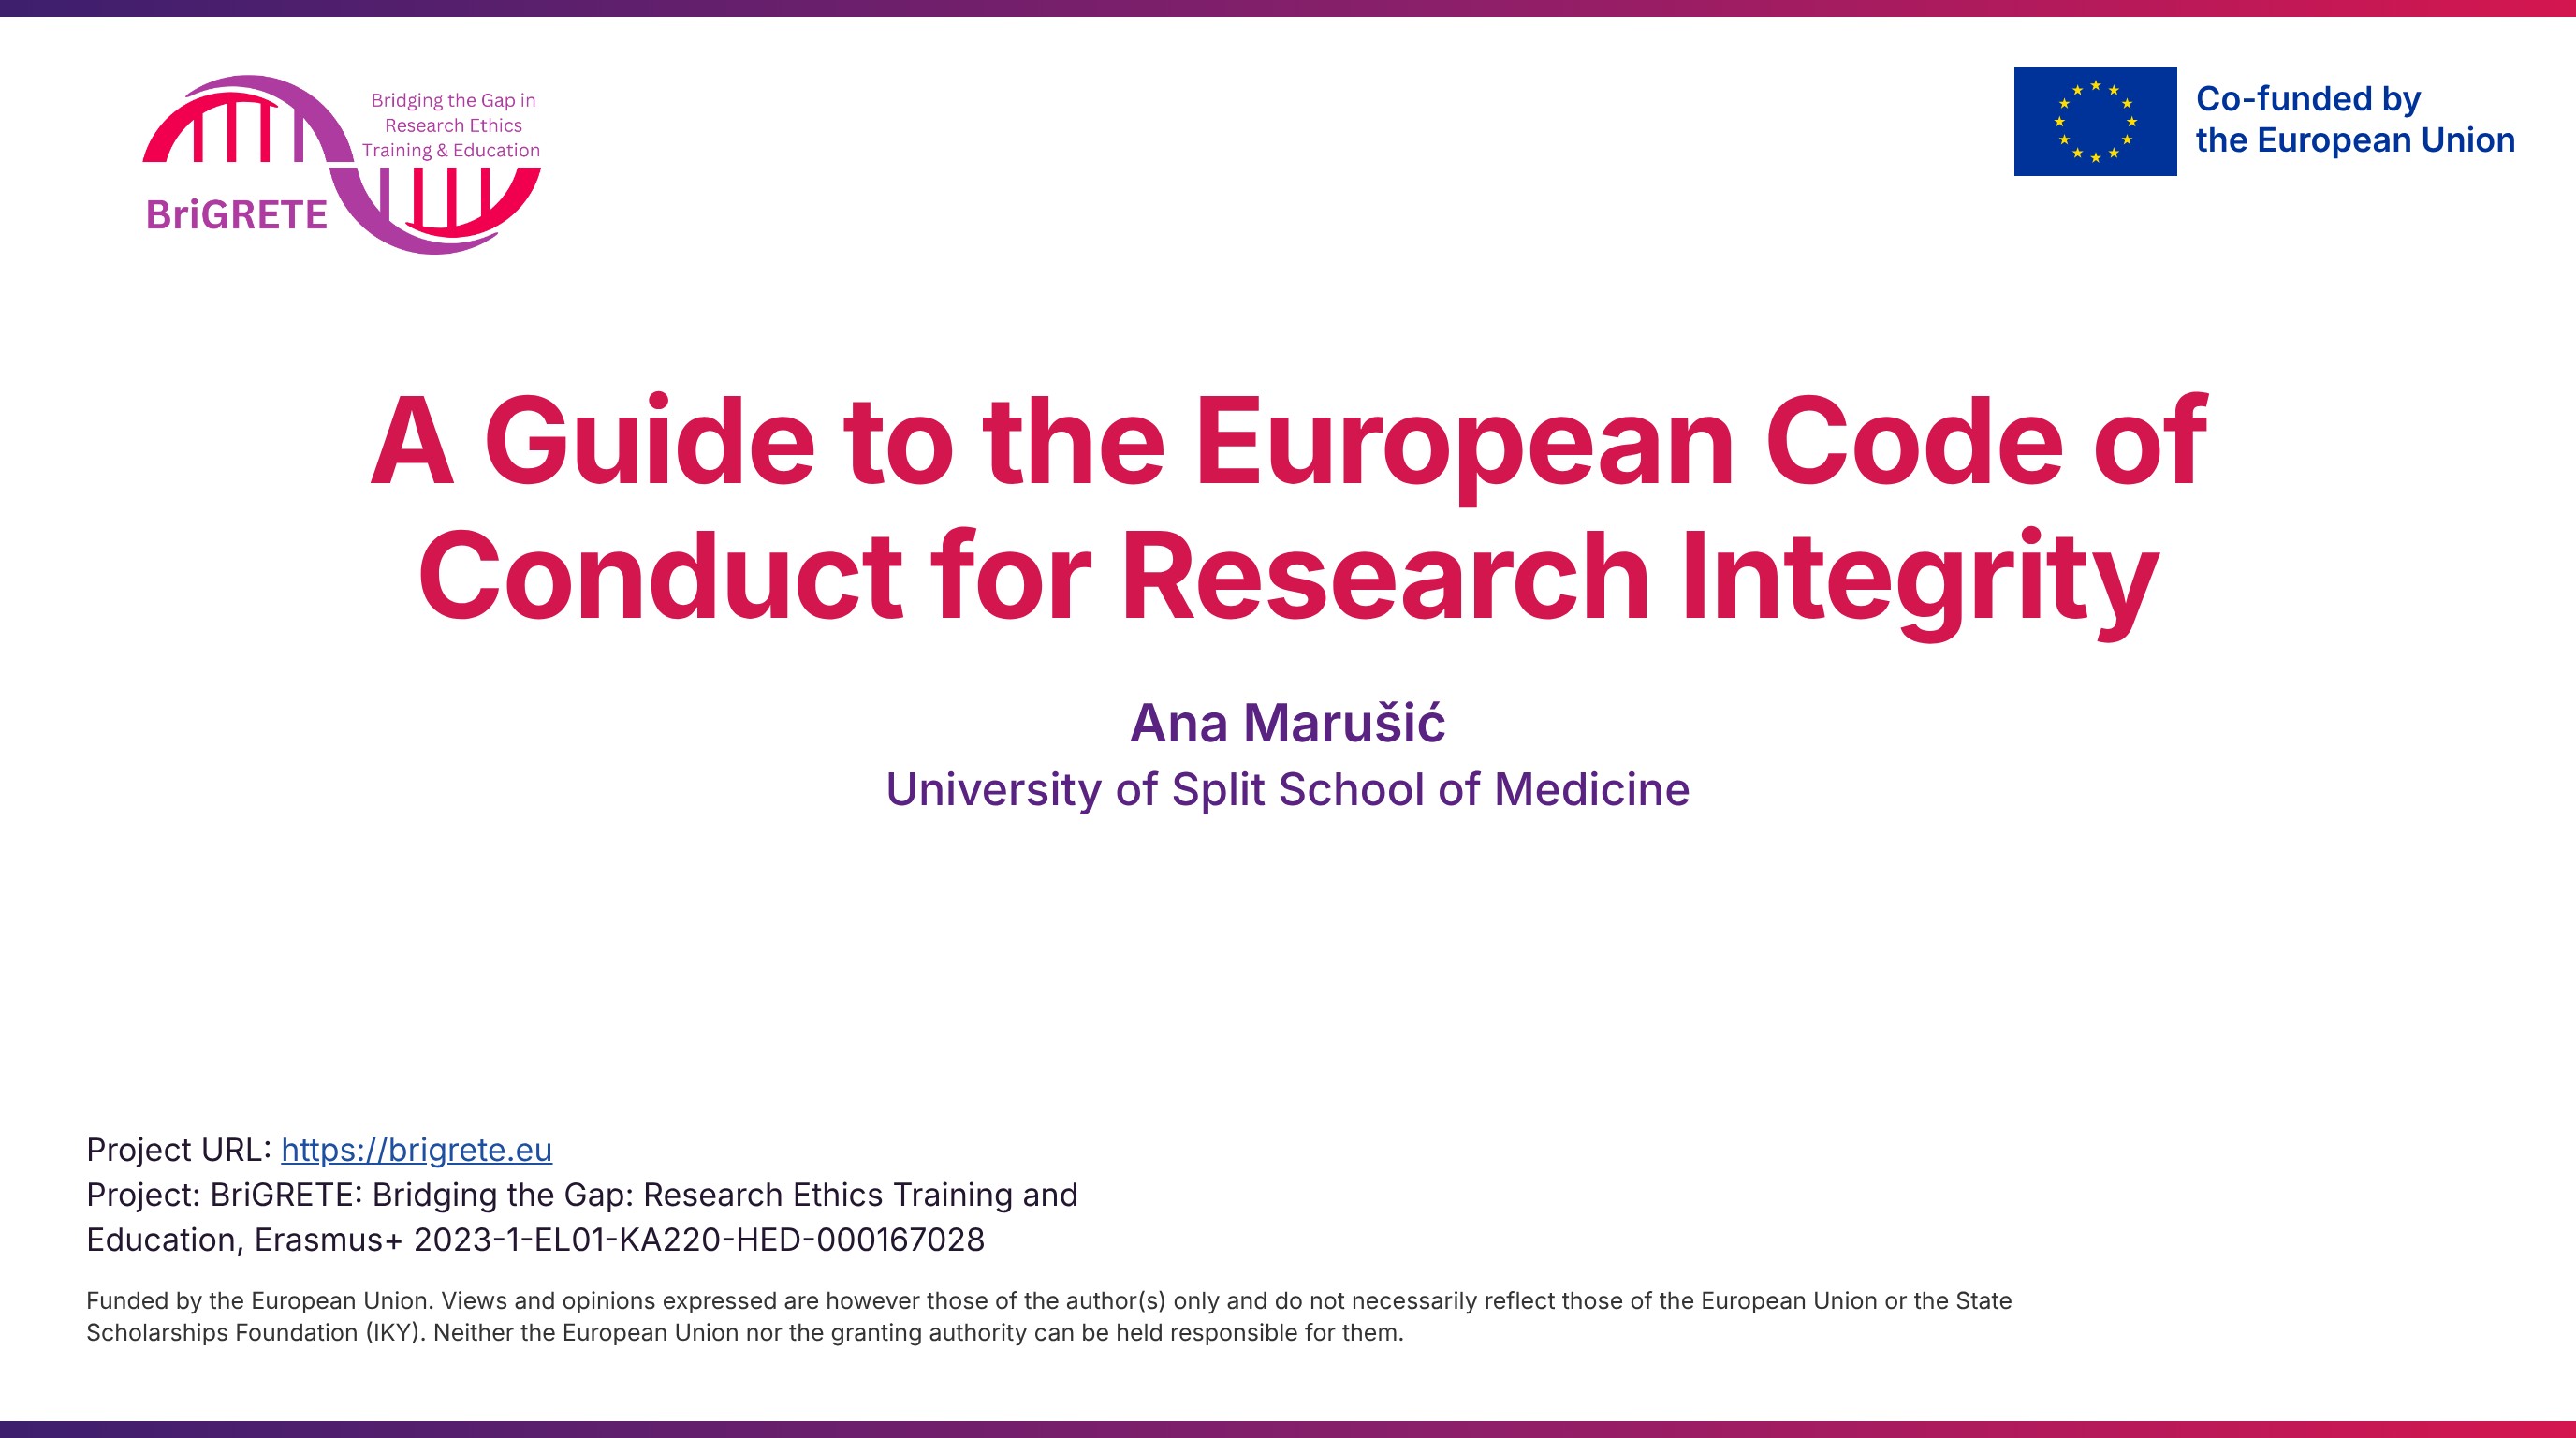 Bridging the Gap in
Research Ethics
Training & Education
BriGRETE
Co-funded by
the European Union
A Guide to the European Code of
Conduct for Research Integrity
Ana Marušić
University of Split School of Medicine
Project URL: https://brigrete.eu
Project: BriGRETE: Bridging the Gap: Research Ethics Training and
Education, Erasmus+ 2023-1-EL01-KA220-HED-000167028
Funded by the European Union. Views and opinions expressed are however those of the author(s) only and do not necessarily reflect those of the European Union or the State
Scholarships Foundation (IKY). Neither the European Union nor the granting authority can be held responsible for them.